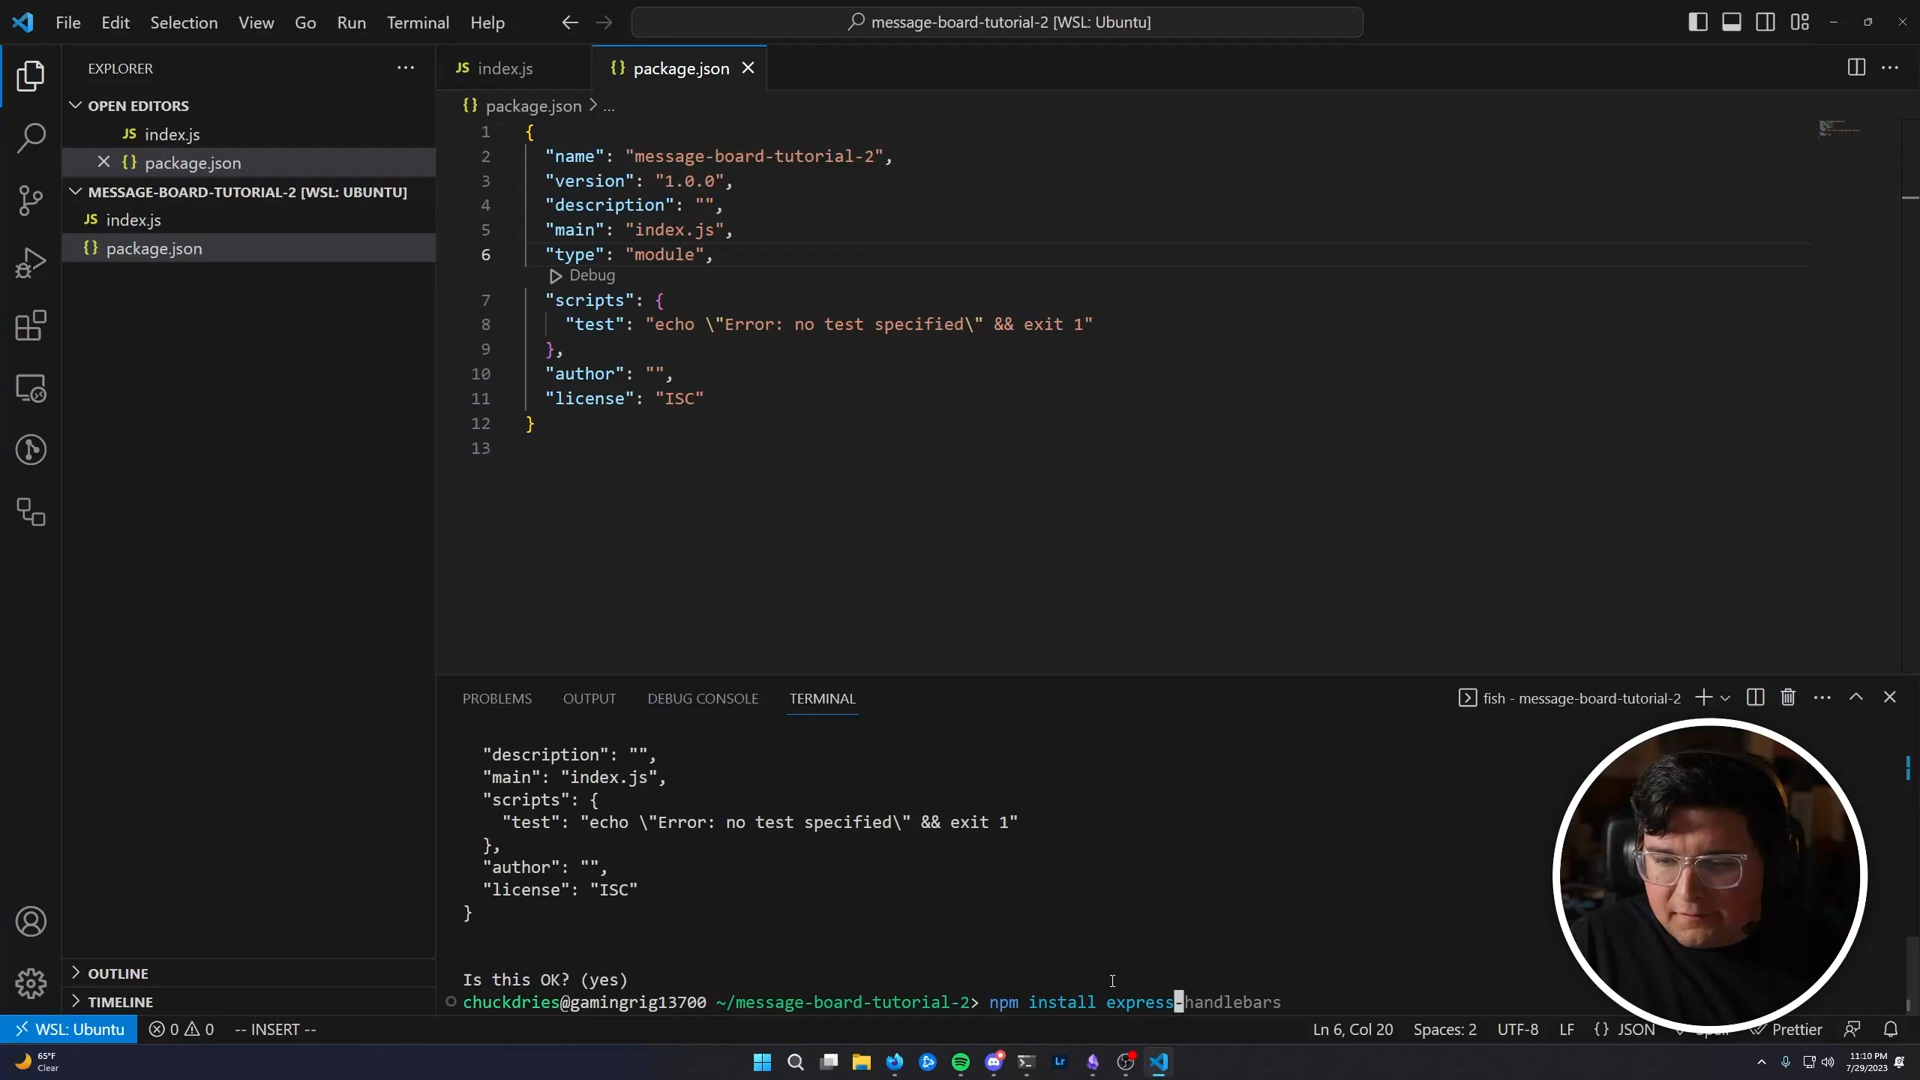 File Edit Selection View Go Run Terminal Help
message-board-tutorial-2 [WSL: Ubuntu]
EXPLORER
OPEN EDITORS
JS index.js
{} package.json
MESSAGE-BOARD-TUTORIAL-2 [WSL: UBUNTU]
JS index.js
{} package.json
OUTLINE
TIMELINE
JS index.js
{} package.json
{} package.json > ...
1 {
2 "name": "message-board-tutorial-2",
3 "version": "1.0.0",
4 "description": "",
5 "main": "index.js",
6 "type": "module",
Debug
7 "scripts": {
8 "test": "echo \"Error: no test specified\" && exit 1"
9 },
10 "author": "",
11 "license": "ISC"
12 }
13
PROBLEMS OUTPUT DEBUG CONSOLE TERMINAL
fish - message-board-tutorial-2
"description": "",
"main": "index.js",
"scripts": {
"test": "echo \"Error: no test specified\" && exit 1"
},
"author": "",
"license": "ISC"
}
Is this OK? (yes)
chuckdries@gamingrig13700 ~/message-board-tutorial-2> npm install express-handlebars
WSL: Ubuntu 0 0 -- INSERT -- Ln 6, Col 20 Spaces: 2 UTF-8 LF {} JSON Prettier
65°F
Clear
Lr
11:10 PM
7/29/2023